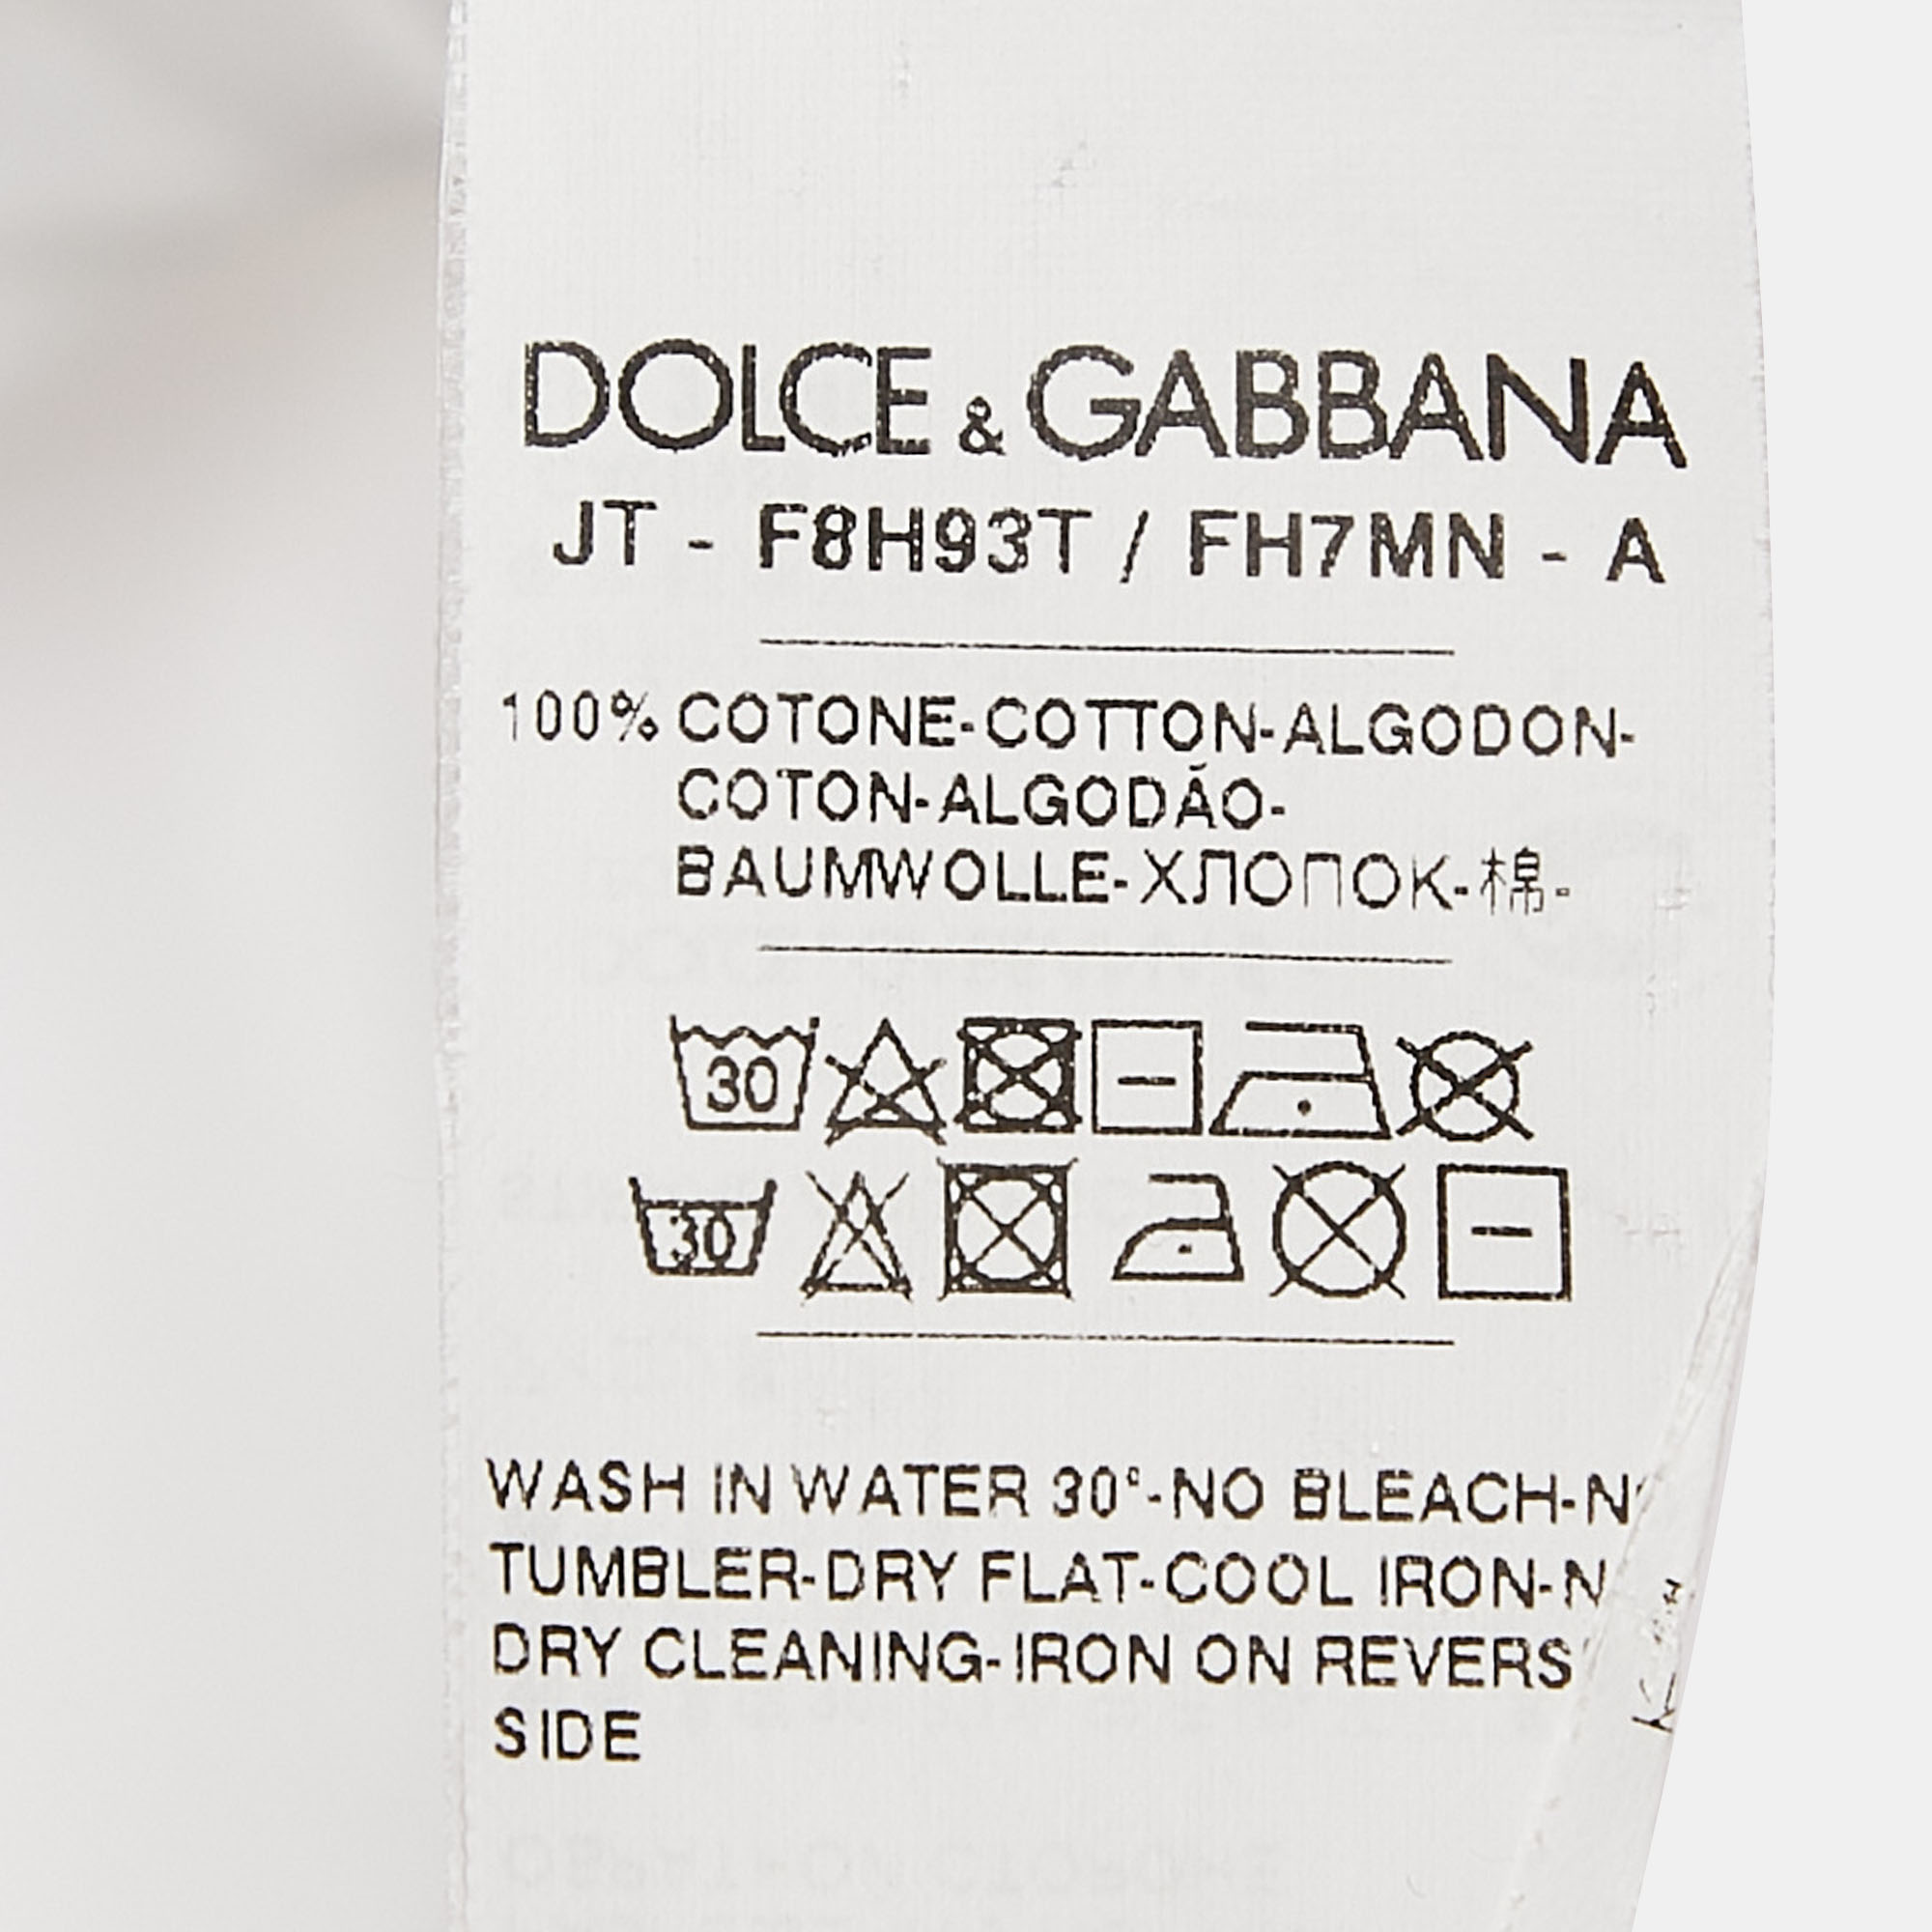 DOLCE & GABBANA
JT - F8H93T / FH7MN - A
100% COTONE-COTTON-ALGODON-
COTON-ALGODÃO-
BAUMWOLLE-ХЛОПОК-棉-
30
30
WASH IN WATER 30°-NO BLEACH-N
TUMBLER-DRY FLAT-COOL IRON-N
DRY CLEANING-IRON ON REVERS
SIDE